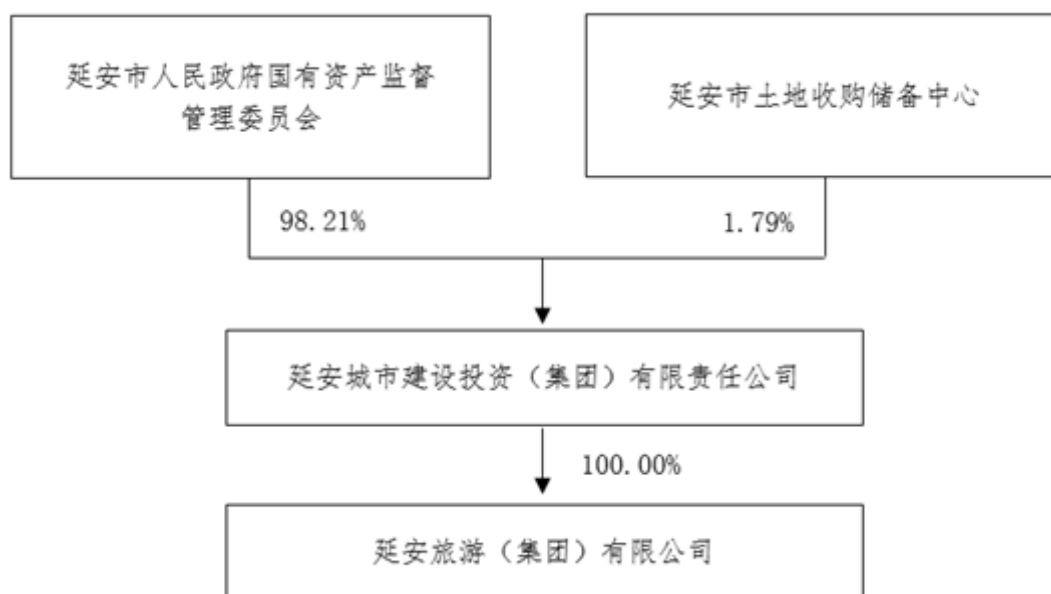 延安市人民政府国有资产监督
管理委员会
延安市土地收购储备中心
98.21%
1.79%
延安城市建设投资（集团）有限责任公司
100.00%
延安旅游（集团）有限公司